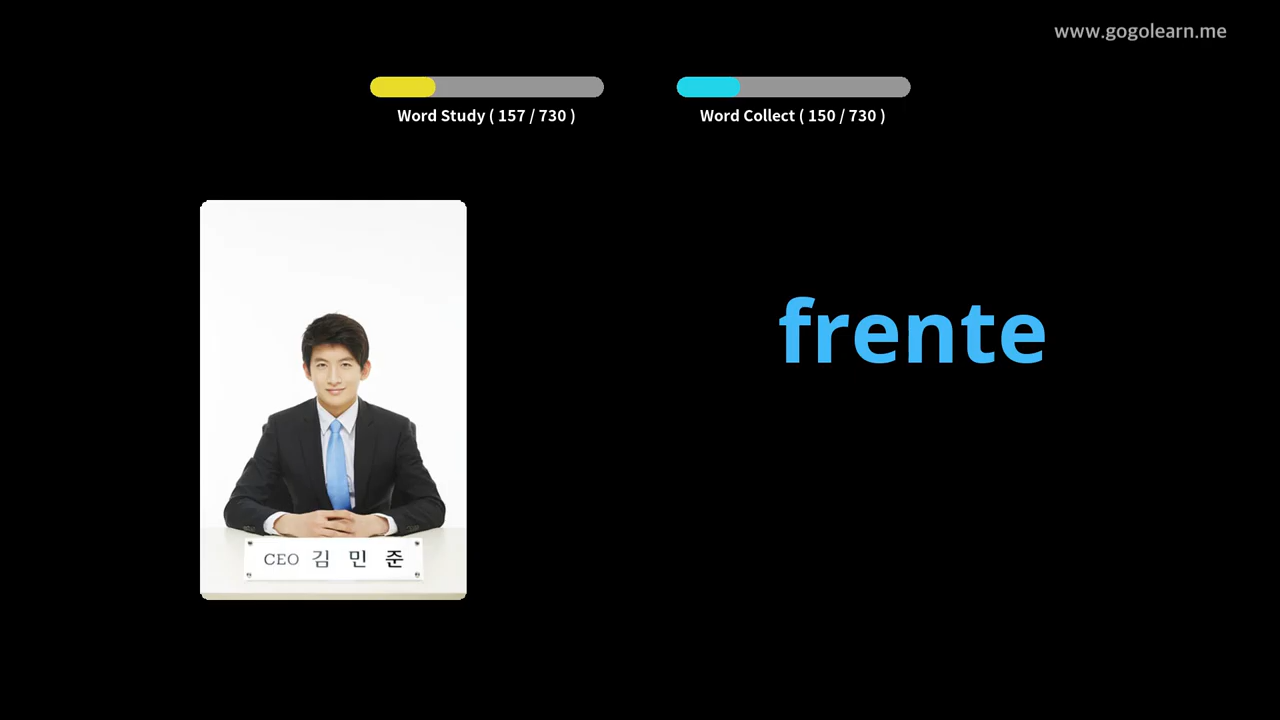 www.gogolearn.me
Word Study ( 157 / 730 )
Word Collect ( 150 / 730 )
frente
CEO 김 민 준